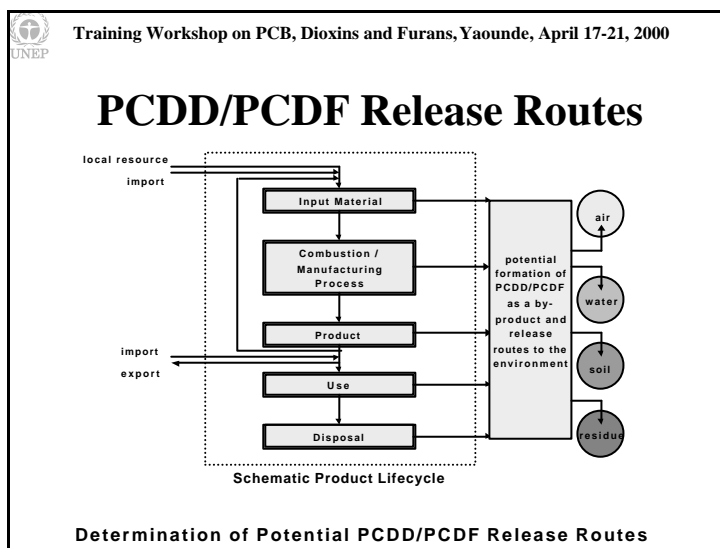 UNEP
Training Workshop on PCB, Dioxins and Furans, Yaounde, April 17-21, 2000
PCDD/PCDF Release Routes
local resource
import
Input Material
Combustion /
Manufacturing
Process
Product
import
export
Use
Disposal
potential
formation of
PCDD/PCDF
as a by-
product and
release
routes to the
environment
air
water
soil
residue
Schematic Product Lifecycle
Determination of Potential PCDD/PCDF Release Routes